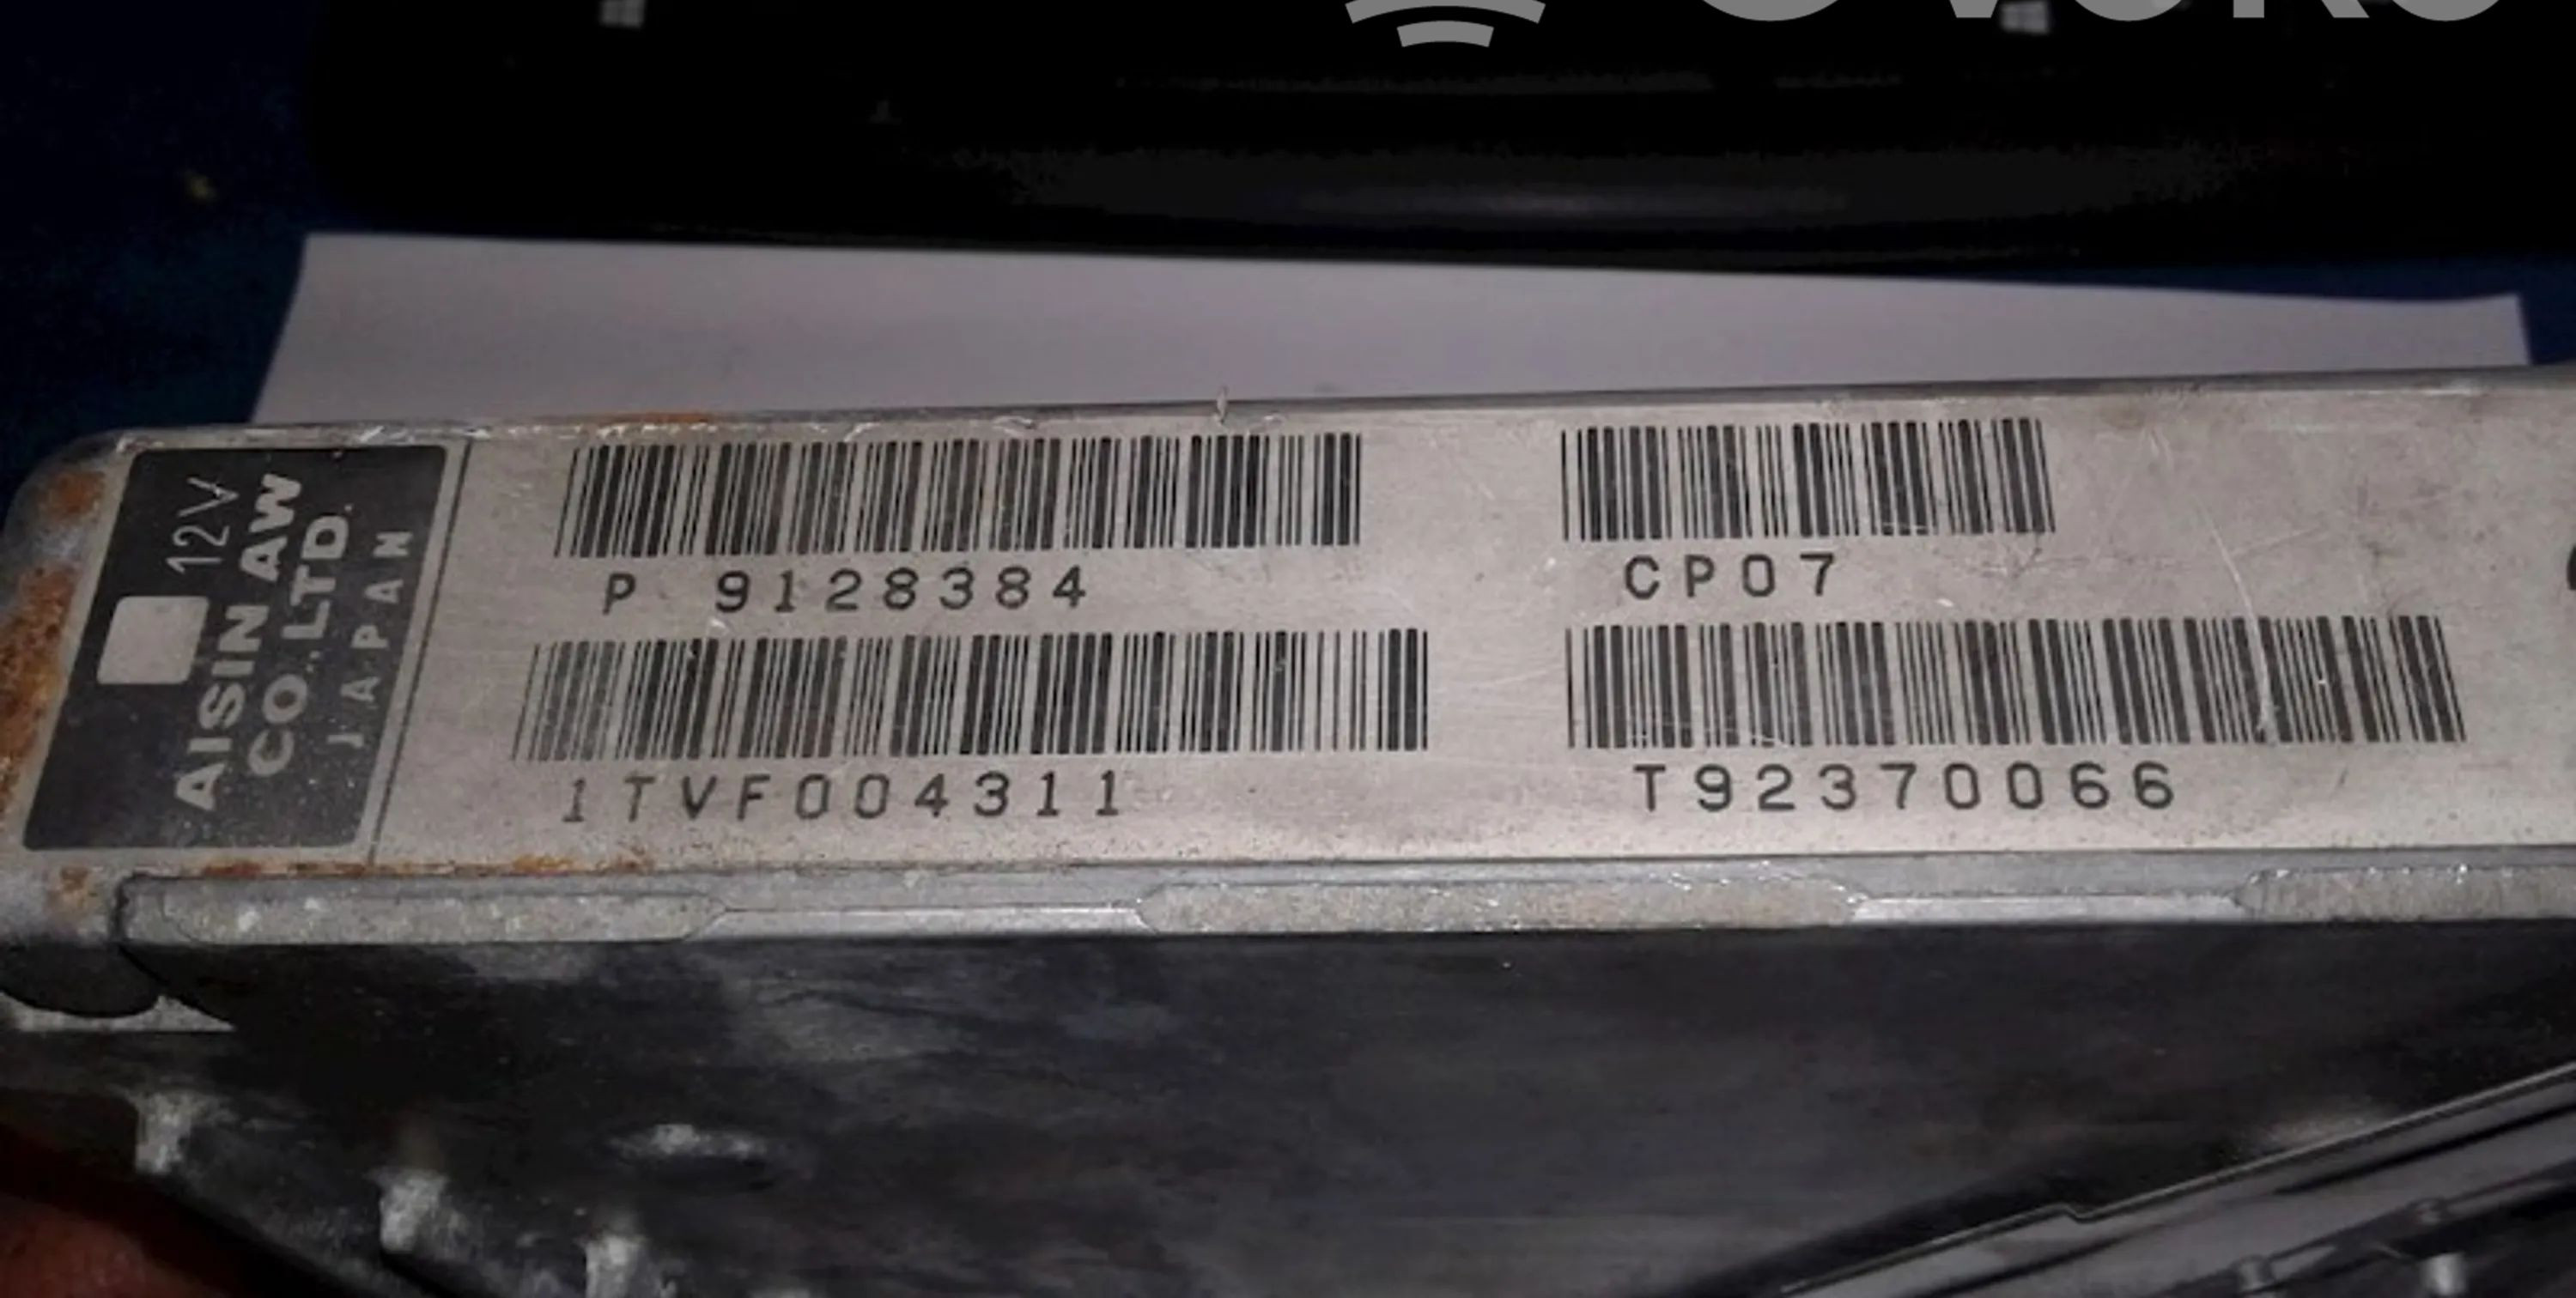 12V
AISIN AW
CO.,LTD.
JAPAN
P 9128384
CP07
1TVF004311
T92370066